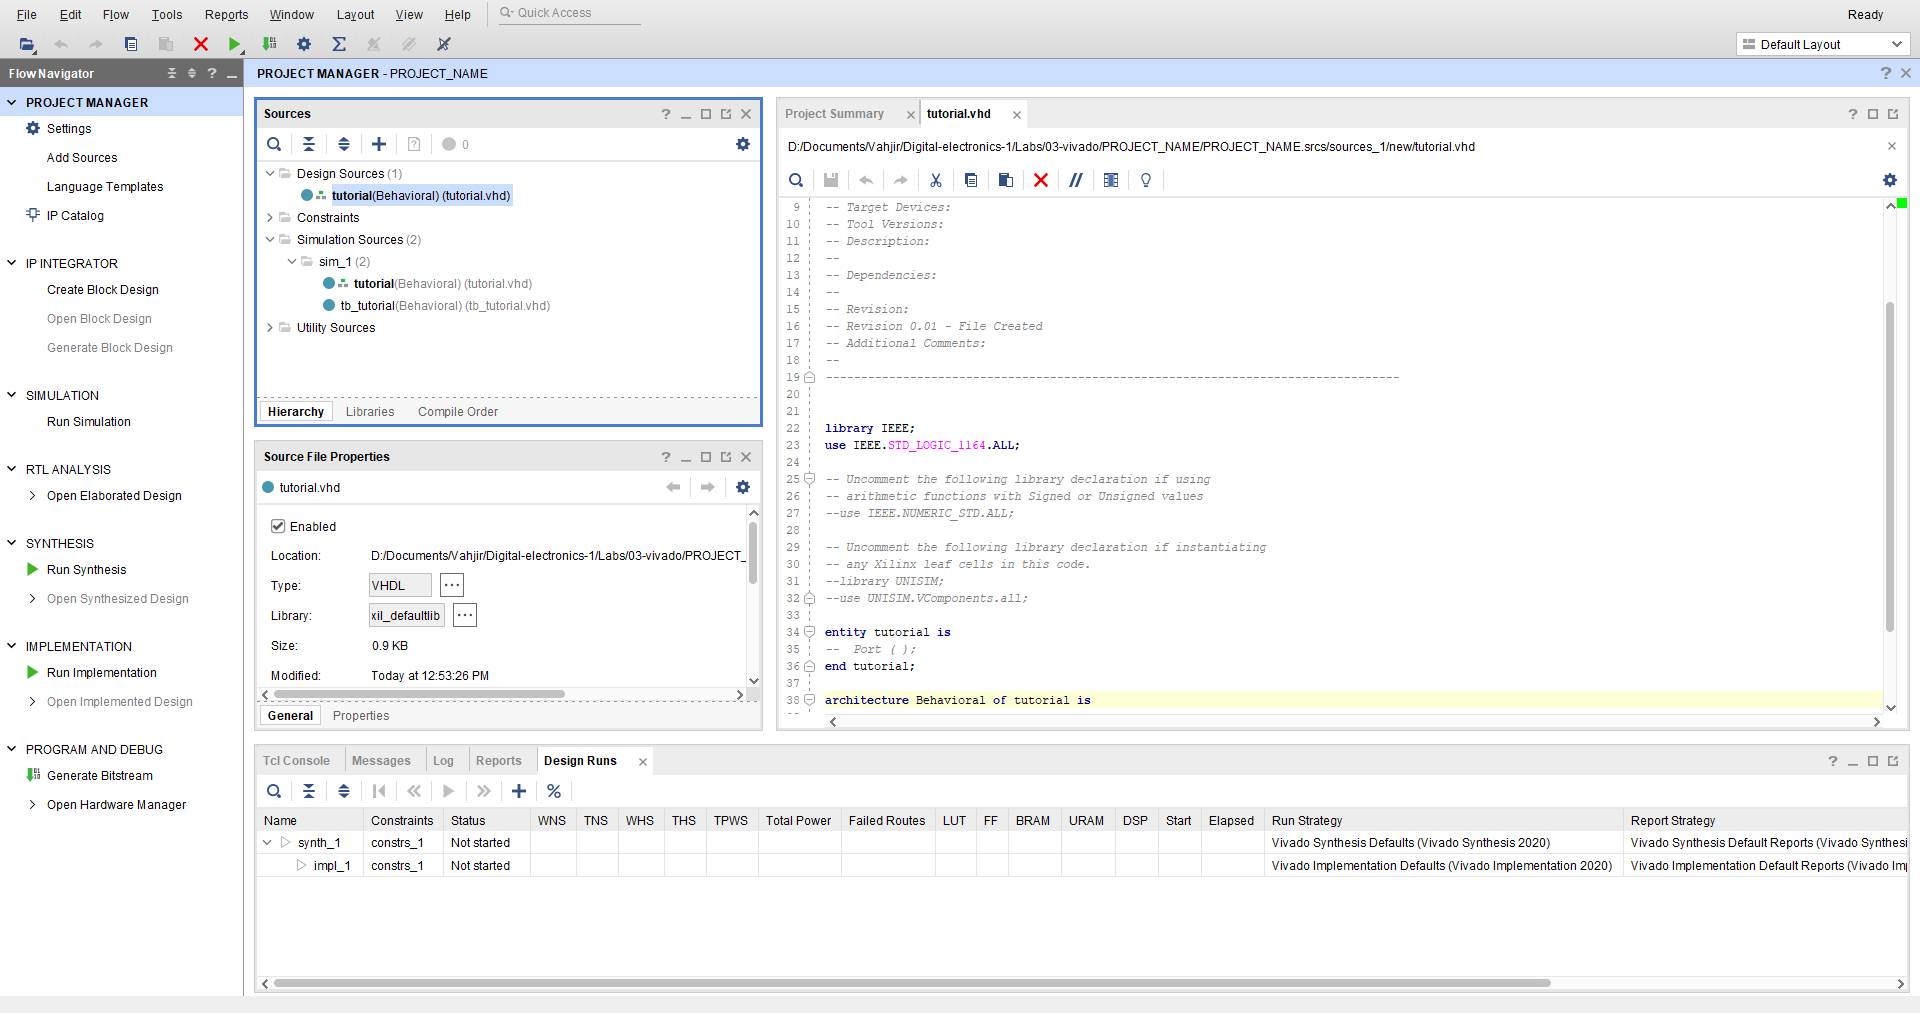 File Edit Flow Tools Reports Window Layout View Help Quick Access Ready
Default Layout
Flow Navigator
PROJECT MANAGER
Settings
Add Sources
Language Templates
IP Catalog
IP INTEGRATOR
Create Block Design
Open Block Design
Generate Block Design
SIMULATION
Run Simulation
RTL ANALYSIS
Open Elaborated Design
SYNTHESIS
Run Synthesis
Open Synthesized Design
IMPLEMENTATION
Run Implementation
Open Implemented Design
PROGRAM AND DEBUG
Generate Bitstream
Open Hardware Manager
PROJECT MANAGER - PROJECT_NAME
Sources
0
Design Sources (1)
tutorial(Behavioral) (tutorial.vhd)
Constraints
Simulation Sources (2)
sim_1 (2)
tutorial(Behavioral) (tutorial.vhd)
tb_tutorial(Behavioral) (tb_tutorial.vhd)
Utility Sources
Hierarchy Libraries Compile Order
Source File Properties
tutorial.vhd
Enabled
Location: D:/Documents/Vahjir/Digital-electronics-1/Labs/03-vivado/PROJECT_
Type: VHDL ...
Library: xil_defaultlib ...
Size: 0.9 KB
Modified: Today at 12:53:26 PM
General Properties
Project Summary tutorial.vhd
D:/Documents/Vahjir/Digital-electronics-1/Labs/03-vivado/PROJECT_NAME/PROJECT_NAME.srcs/sources_1/new/tutorial.vhd
9 -- Target Devices:
10 -- Tool Versions:
11 -- Description:
12 --
13 -- Dependencies:
14 --
15 -- Revision:
16 -- Revision 0.01 - File Created
17 -- Additional Comments:
18 --
19 ----------------------------------------------------------------------------------
20
21
22 library IEEE;
23 use IEEE.STD_LOGIC_1164.ALL;
24
25 -- Uncomment the following library declaration if using
26 -- arithmetic functions with Signed or Unsigned values
27 --use IEEE.NUMERIC_STD.ALL;
28
29 -- Uncomment the following library declaration if instantiating
30 -- any Xilinx leaf cells in this code.
31 --library UNISIM;
32 --use UNISIM.VComponents.all;
33
34 entity tutorial is
35 --  Port ( );
36 end tutorial;
37
38 architecture Behavioral of tutorial is
Tcl Console Messages Log Reports Design Runs
Name Constraints Status WNS TNS WHS THS TPWS Total Power Failed Routes LUT FF BRAM URAM DSP Start Elapsed Run Strategy Report Strategy
synth_1 constrs_1 Not started Vivado Synthesis Defaults (Vivado Synthesis 2020) Vivado Synthesis Default Reports (Vivado Synthesi
impl_1 constrs_1 Not started Vivado Implementation Defaults (Vivado Implementation 2020) Vivado Implementation Default Reports (Vivado Im